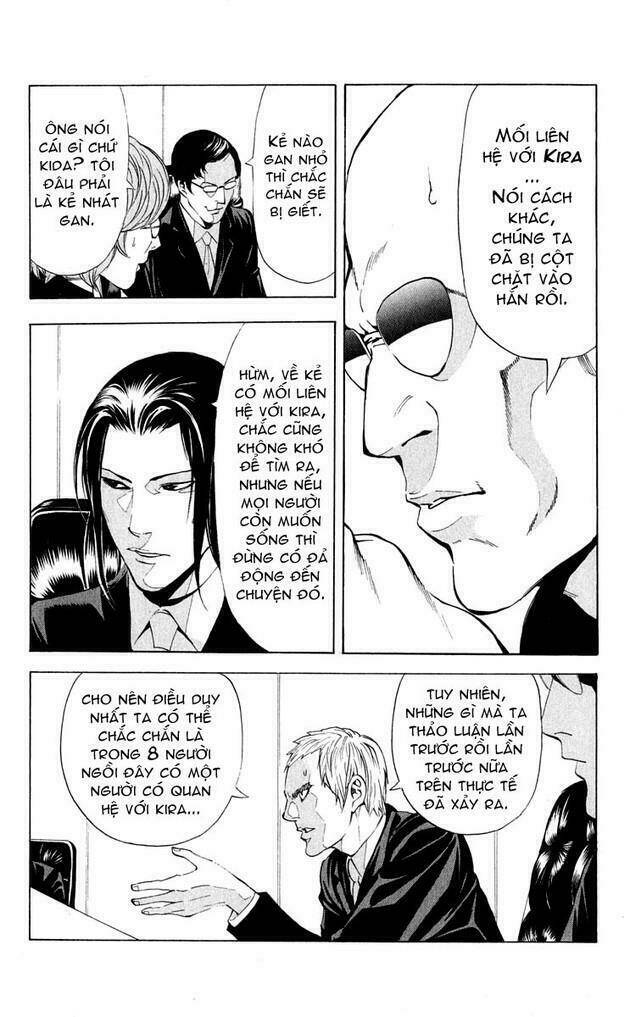 MỐI LIÊN
HỆ VỚI KIRA
...
NÓI CÁCH
KHÁC,
CHÚNG TA
ĐÃ BỊ CỘT
CHẶT VÀO
HẮN RỒI.
KẺ NÀO
GAN NHỎ
THÌ CHẮC
CHẮN SẼ
BỊ GIẾT.
ÔNG NÓI
CÁI GÌ CHỨ
KIDA? TÔI
ĐÂU PHẢI
LÀ KẺ NHÁT
GAN.
HỪM, VỀ KẺ
CÓ MỐI LIÊN
HỆ VỚI KIRA,
CHẮC CŨNG
KHÔNG KHÓ
ĐỂ TÌM RA,
NHƯNG NẾU
MỌI NGƯỜI
CÒN MUỐN
SỐNG THÌ
ĐỪNG CÓ ĐẢ
ĐỘNG ĐẾN
CHUYỆN ĐÓ.
TUY NHIÊN,
NHỮNG GÌ MÀ TA
THẢO LUẬN LẦN
TRƯỚC RỒI LẦN
TRƯỚC NỮA
TRÊN THỰC TẾ
ĐÃ XẢY RA.
CHO NÊN ĐIỀU DUY
NHẤT TA CÓ THỂ
CHẮC CHẮN LÀ
TRONG 8 NGƯỜI
NGỒI ĐÂY CÓ MỘT
NGƯỜI CÓ QUAN
HỆ VỚI KIRA...